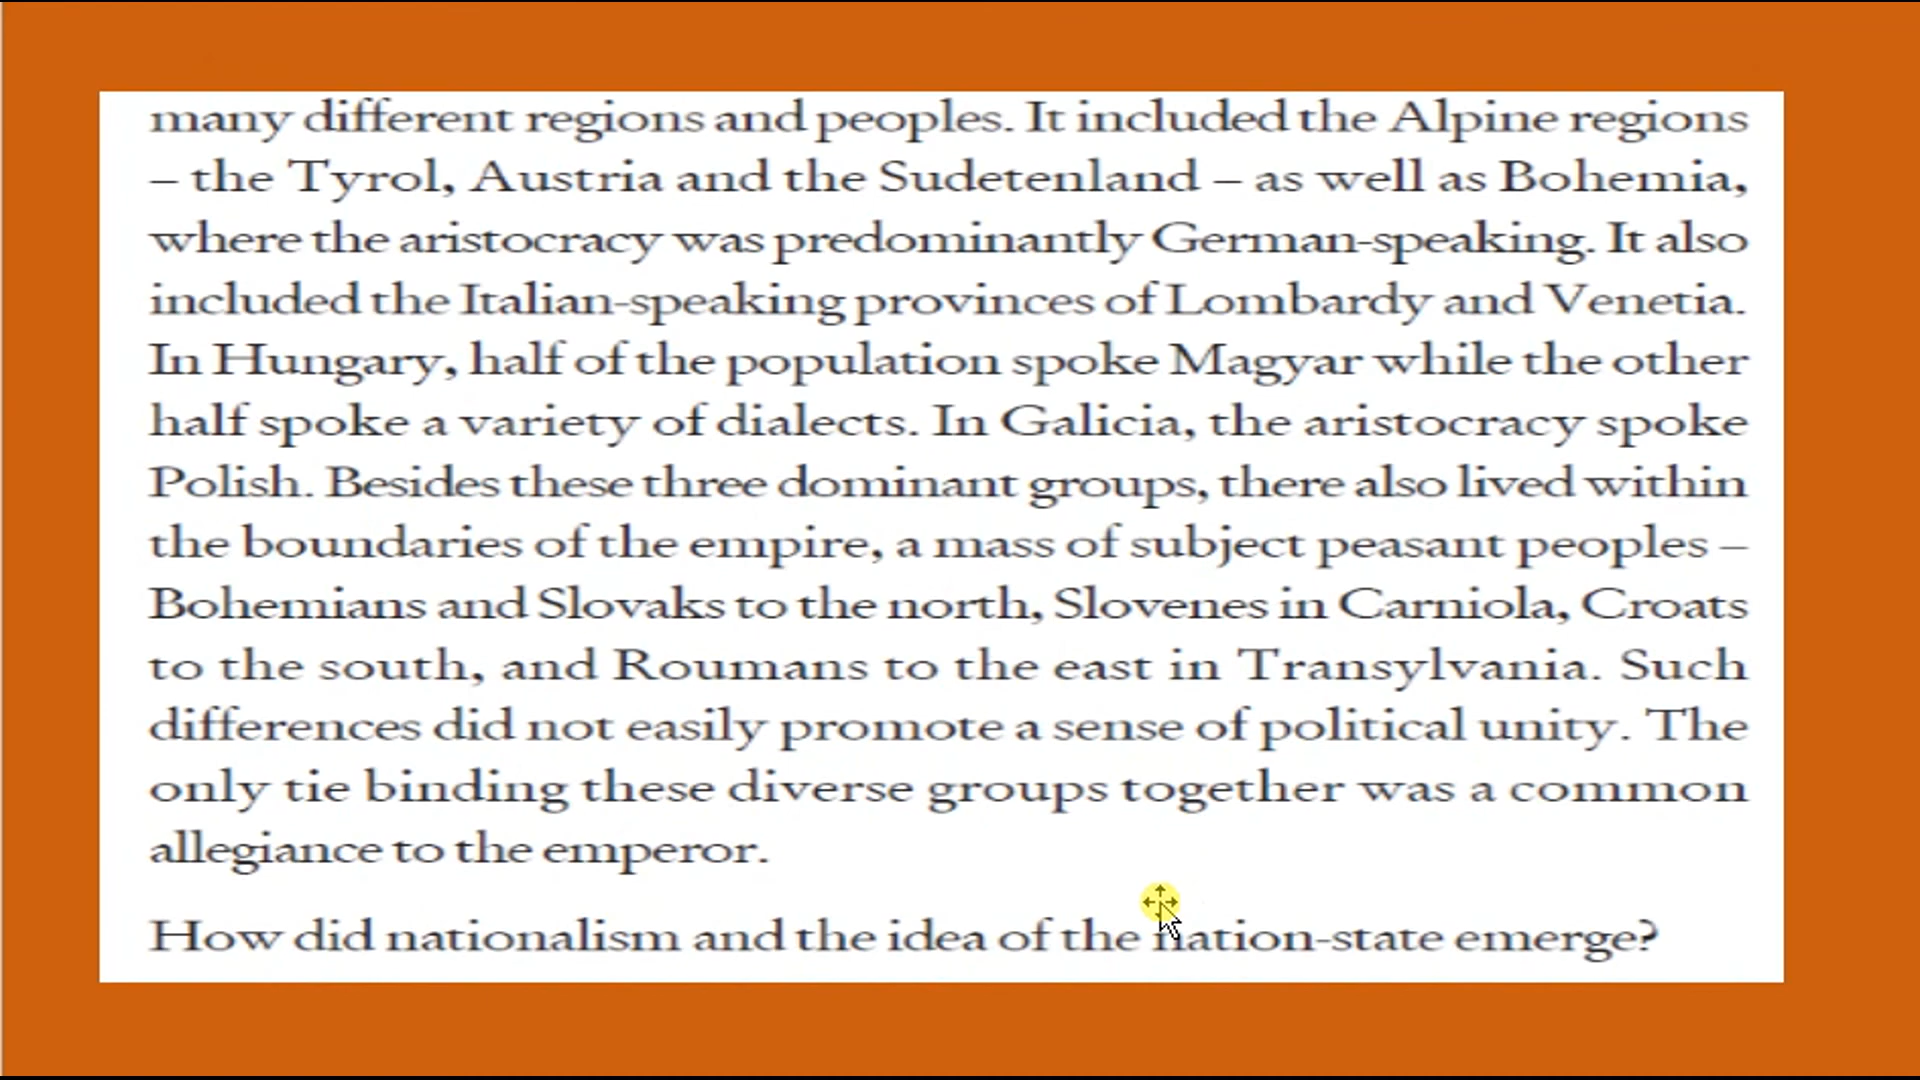 many different regions and peoples. It included the Alpine regions
– the Tyrol, Austria and the Sudetenland – as well as Bohemia,
where the aristocracy was predominantly German-speaking. It also
included the Italian-speaking provinces of Lombardy and Venetia.
In Hungary, half of the population spoke Magyar while the other
half spoke a variety of dialects. In Galicia, the aristocracy spoke
Polish. Besides these three dominant groups, there also lived within
the boundaries of the empire, a mass of subject peasant peoples –
Bohemians and Slovaks to the north, Slovenes in Carniola, Croats
to the south, and Roumans to the east in Transylvania. Such
differences did not easily promote a sense of political unity. The
only tie binding these diverse groups together was a common
allegiance to the emperor.
How did nationalism and the idea of the nation-state emerge?